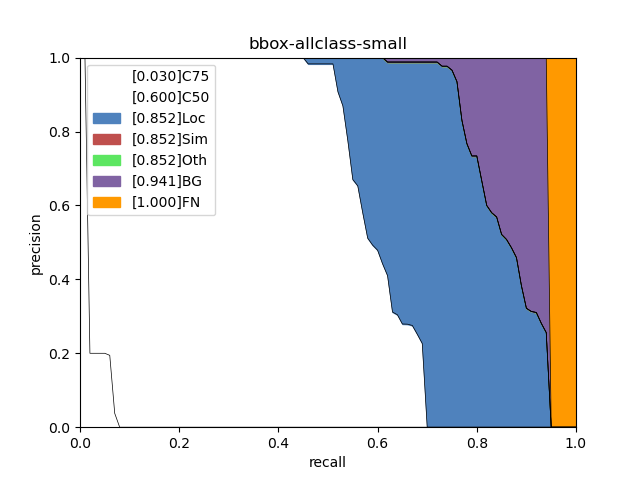 bbox-allclass-small
precision
1.0
0.8
0.6
0.4
0.2
0.0
[0.030]C75
[0.600]C50
[0.852]Loc
[0.852]Sim
[0.852]Oth
[0.941]BG
[1.000]FN
0.0 0.2 0.4 0.6 0.8 1.0
recall